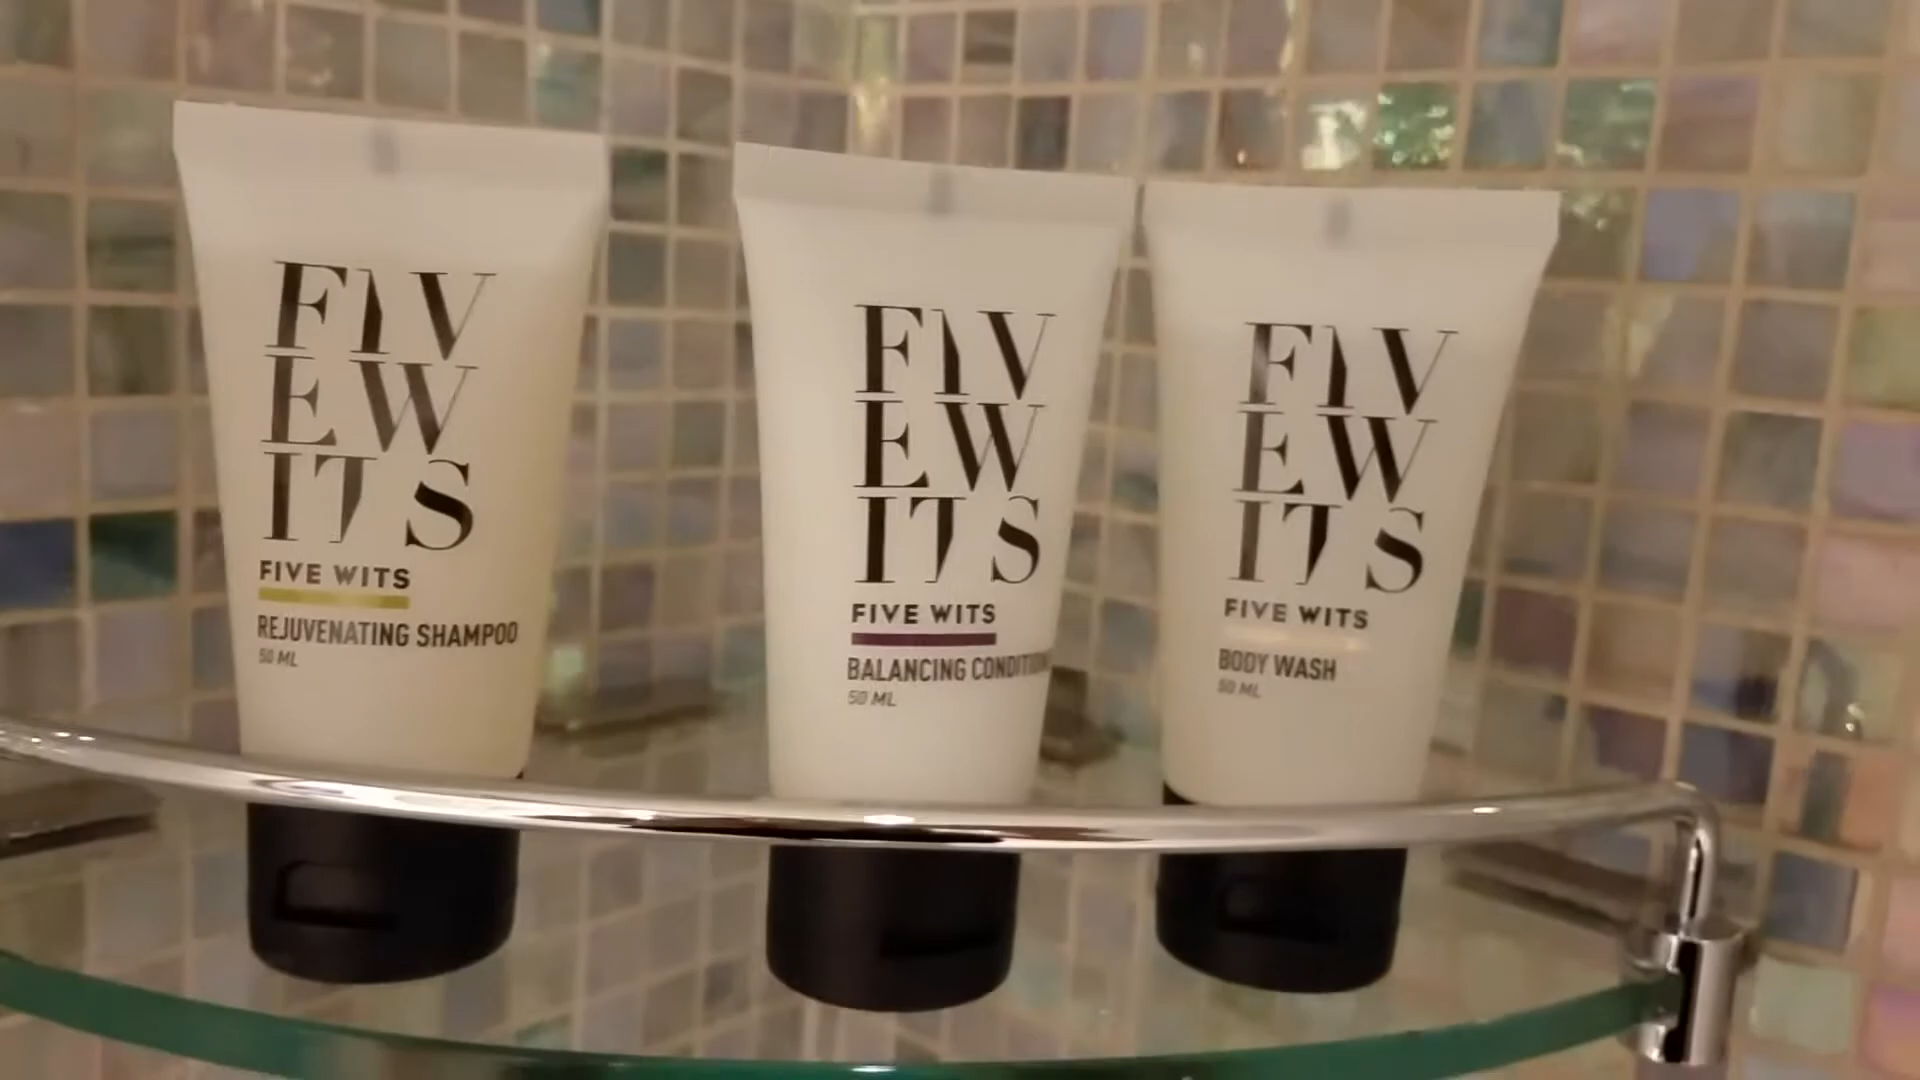 FIV
EW
ITS
FIVE WITS
REJUVENATING SHAMPOO
50 ML
FIV
EW
ITS
FIVE WITS
BALANCING CONDITION
50 ML
FIV
EW
ITS
FIVE WITS
BODY WASH
50 ML